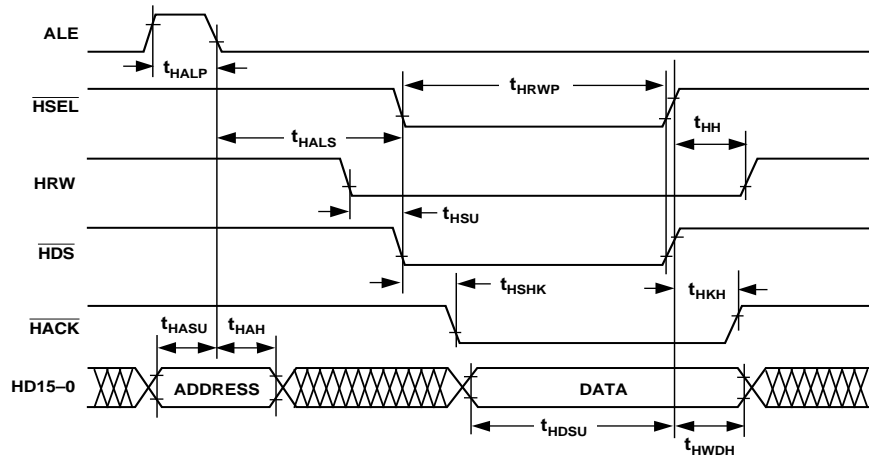 ALE
tHALP
HSEL
tHRWP
tHALS
tHH
HRW
tHSU
HDS
tHSHK
tHKH
HACK
tHASU
tHAH
HD15–0
ADDRESS
DATA
tHDSU
tHWDH